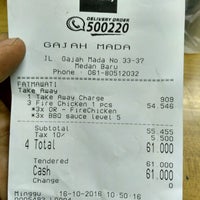 DELIVERY ORDER
500220
GAJAH MADA
JL Gajah Mada No 33-37
Medan Baru
Phone : 061-80512032
FATMAWATI
Take Away
1 Take Away Charge 909
3 Fire Chicken 1 pcs 54.546
*3x OR - FireChicken
*3x BBQ sauce level 5
Subtotal 55.455
Tax 10% 5.500
4 Total 61.000
Tendered 61.000
Cash 61.000
Change
Minggu 16-10-2016 10:50:16